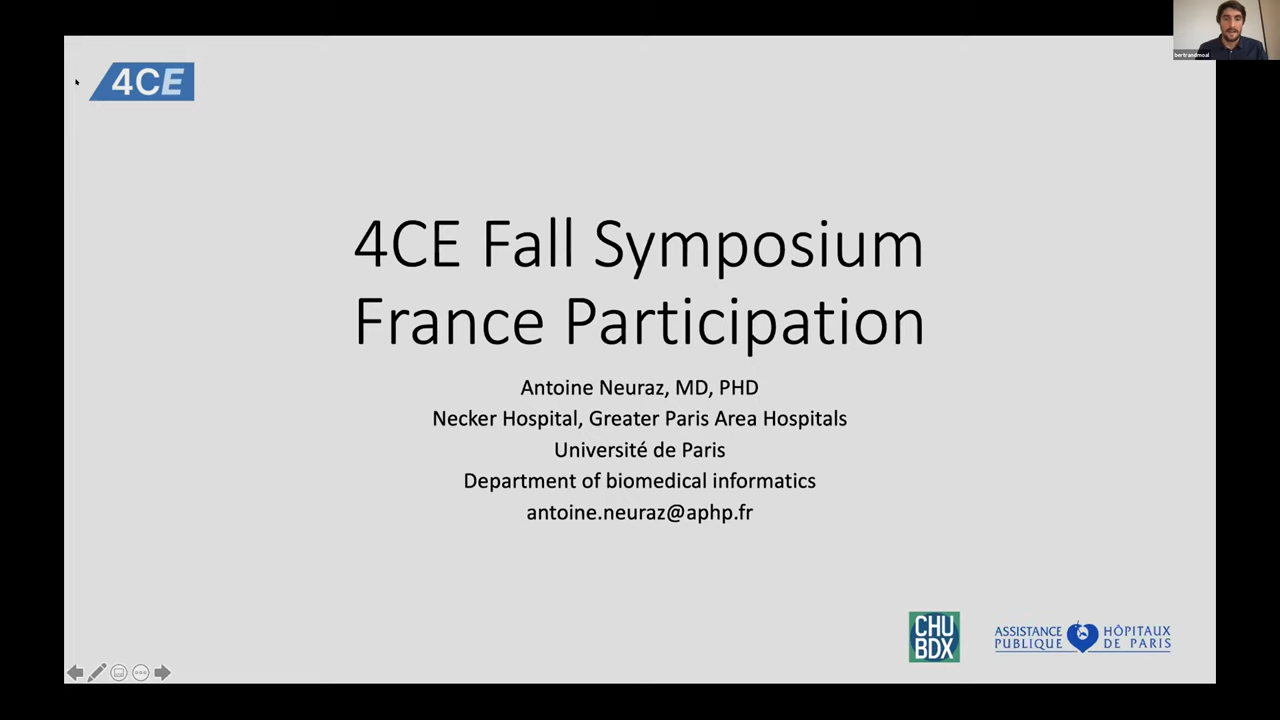 bertrandmoal
4CE
4CE Fall Symposium
France Participation
Antoine Neuraz, MD, PHD
Necker Hospital, Greater Paris Area Hospitals
Université de Paris
Department of biomedical informatics
antoine.neuraz@aphp.fr
CHU
BDX
ASSISTANCE HÔPITAUX
PUBLIQUE DE PARIS